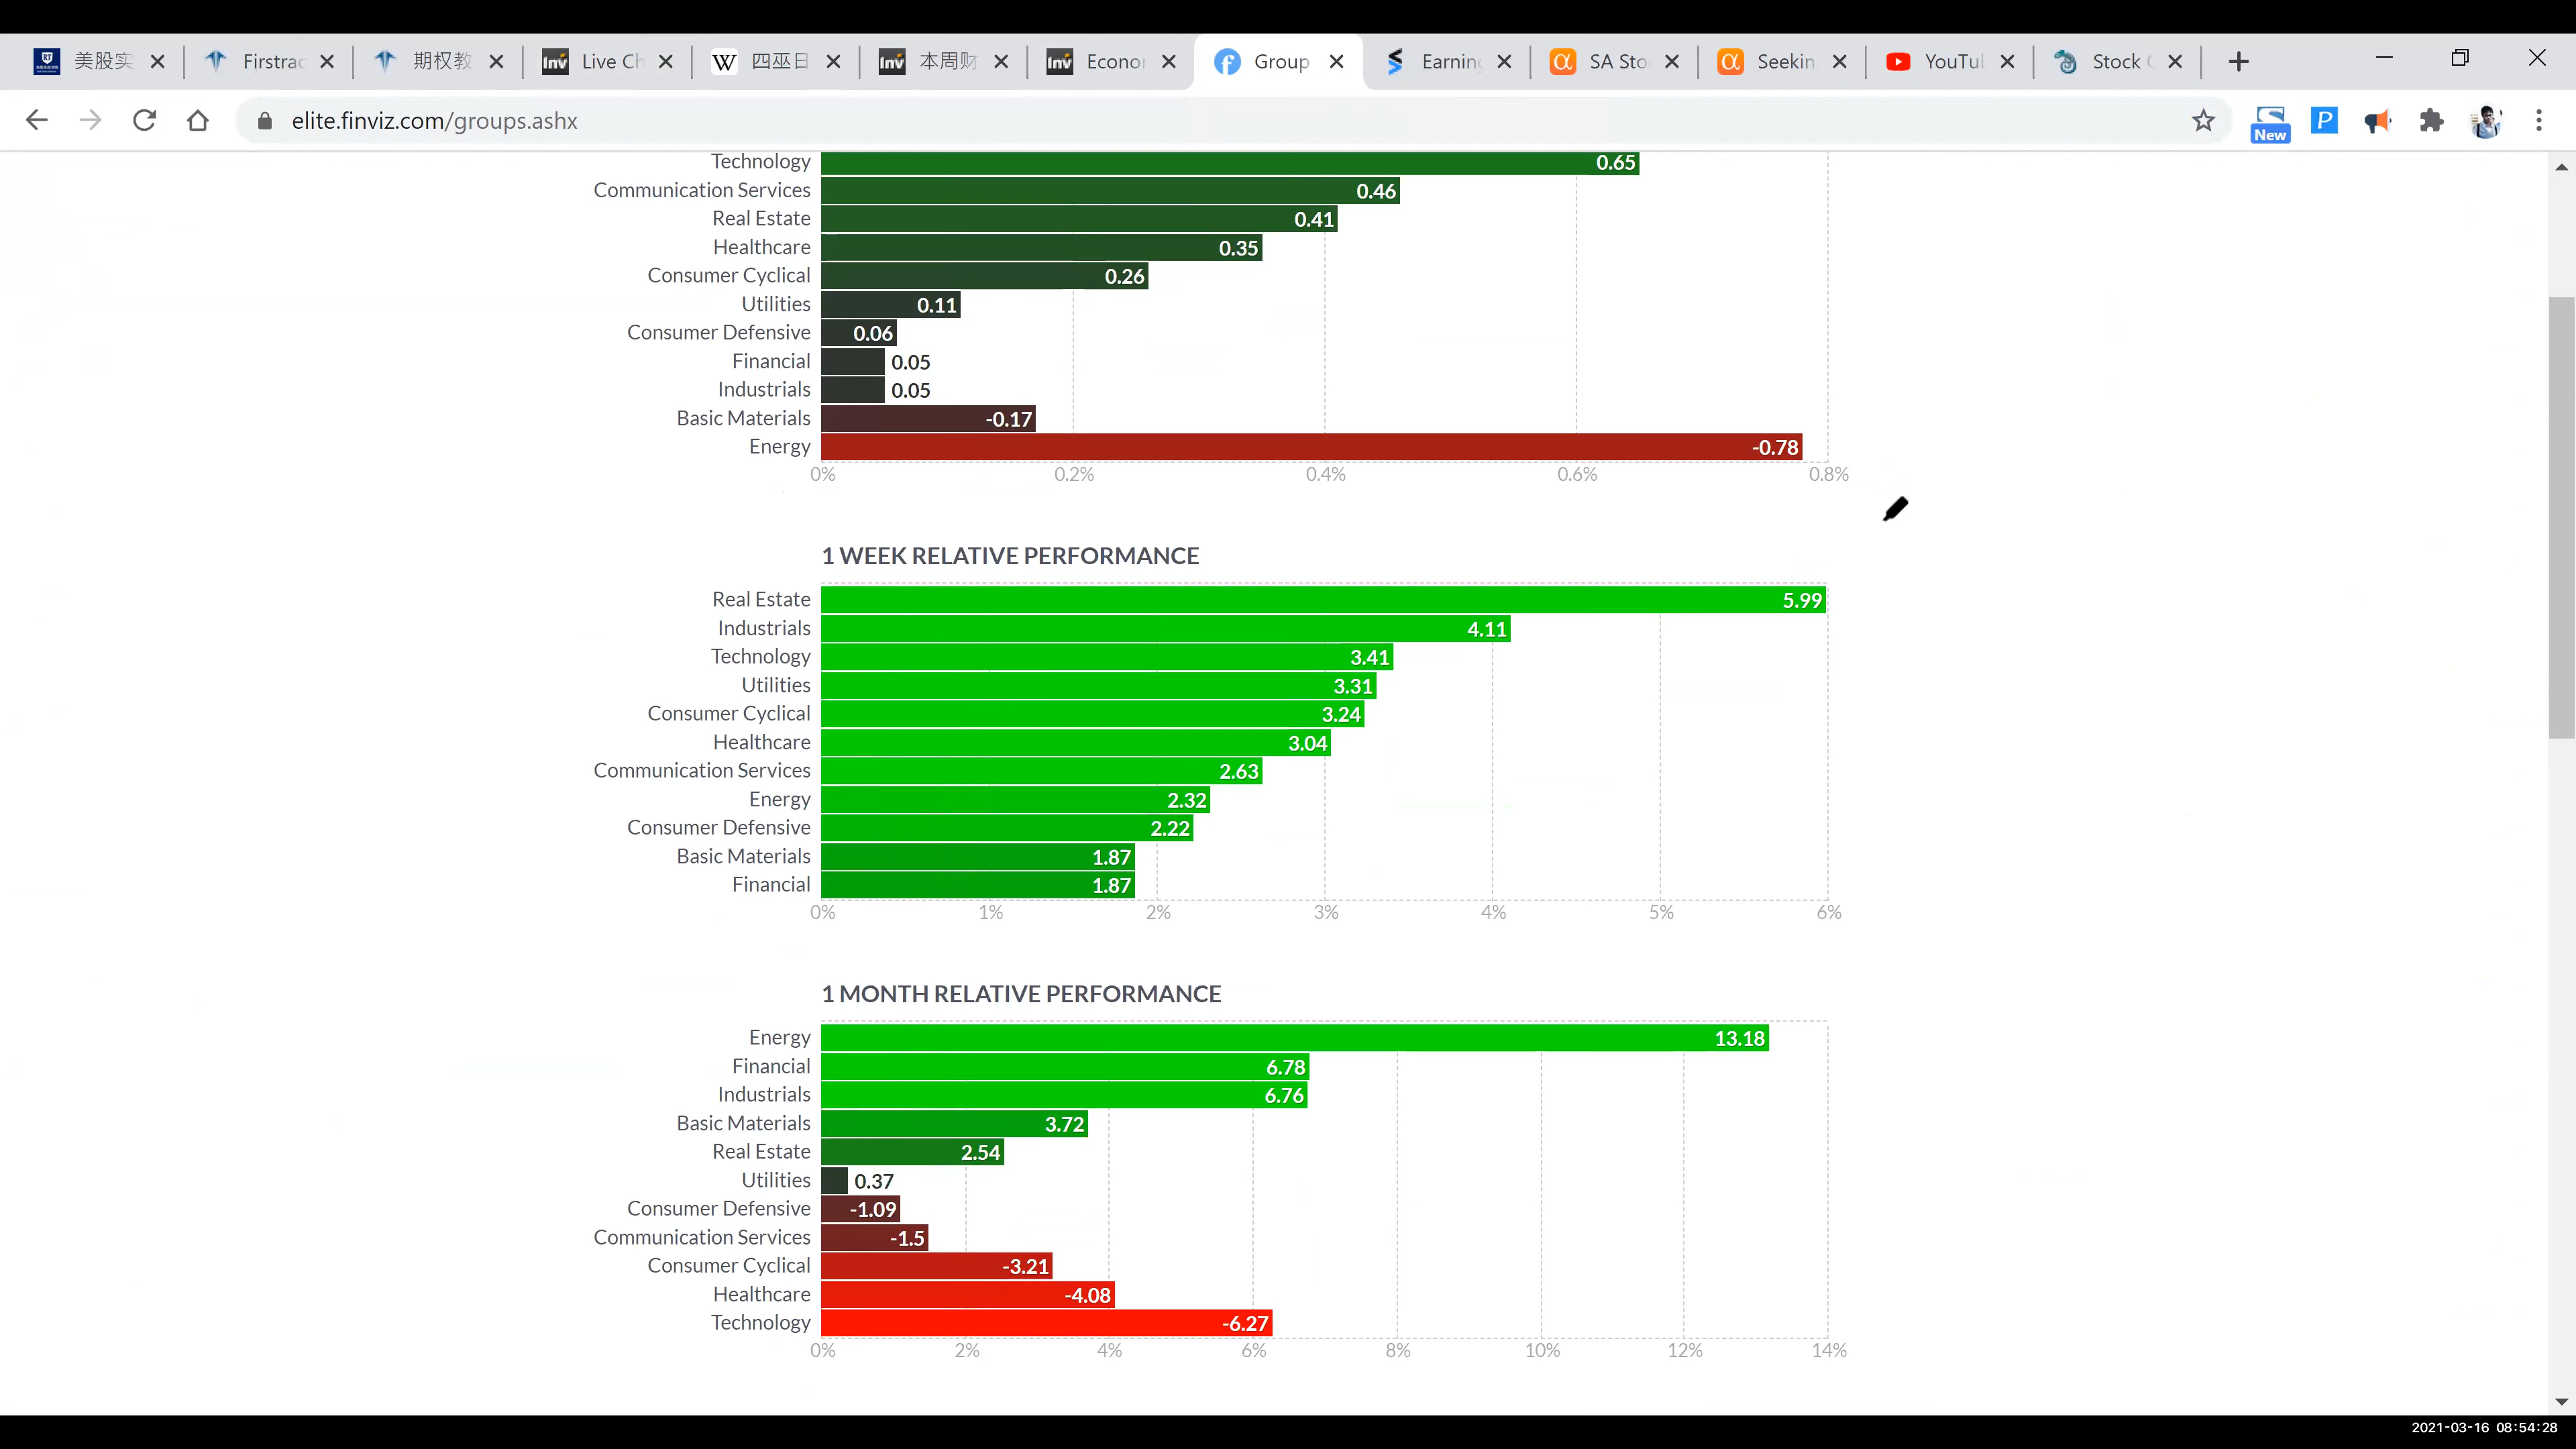 美股实 Firstrac 期权教 Live Ch 四巫日 本周财 Econor Group Earning SA Sto Seekin YouTul Stock
elite.finviz.com/groups.ashx
New
Technology 0.65
Communication Services 0.46
Real Estate 0.41
Healthcare 0.35
Consumer Cyclical 0.26
Utilities 0.11
Consumer Defensive 0.06
Financial 0.05
Industrials 0.05
Basic Materials -0.17
Energy -0.78
0% 0.2% 0.4% 0.6% 0.8%
1 WEEK RELATIVE PERFORMANCE
Real Estate 5.99
Industrials 4.11
Technology 3.41
Utilities 3.31
Consumer Cyclical 3.24
Healthcare 3.04
Communication Services 2.63
Energy 2.32
Consumer Defensive 2.22
Basic Materials 1.87
Financial 1.87
0% 1% 2% 3% 4% 5% 6%
1 MONTH RELATIVE PERFORMANCE
Energy 13.18
Financial 6.78
Industrials 6.76
Basic Materials 3.72
Real Estate 2.54
Utilities 0.37
Consumer Defensive -1.09
Communication Services -1.5
Consumer Cyclical -3.21
Healthcare -4.08
Technology -6.27
0% 2% 4% 6% 8% 10% 12% 14%
2021-03-16 08:54:28